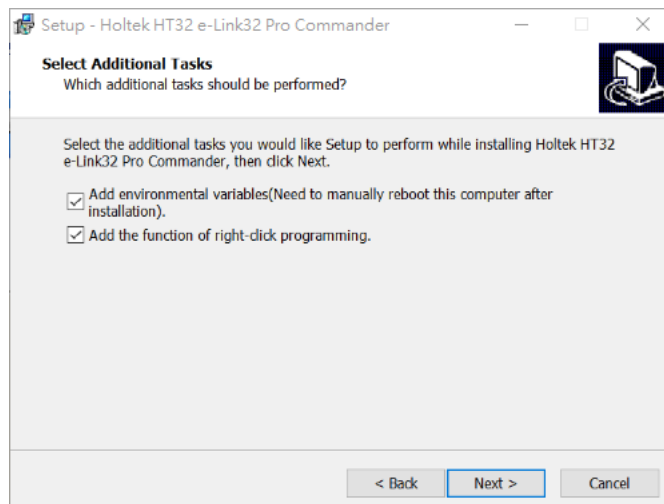 Setup - Holtek HT32 e-Link32 Pro Commander
Select Additional Tasks
Which additional tasks should be performed?
Select the additional tasks you would like Setup to perform while installing Holtek HT32
e-Link32 Pro Commander, then click Next.
Add environmental variables(Need to manually reboot this computer after
installation).
Add the function of right-click programming.
< Back
Next >
Cancel